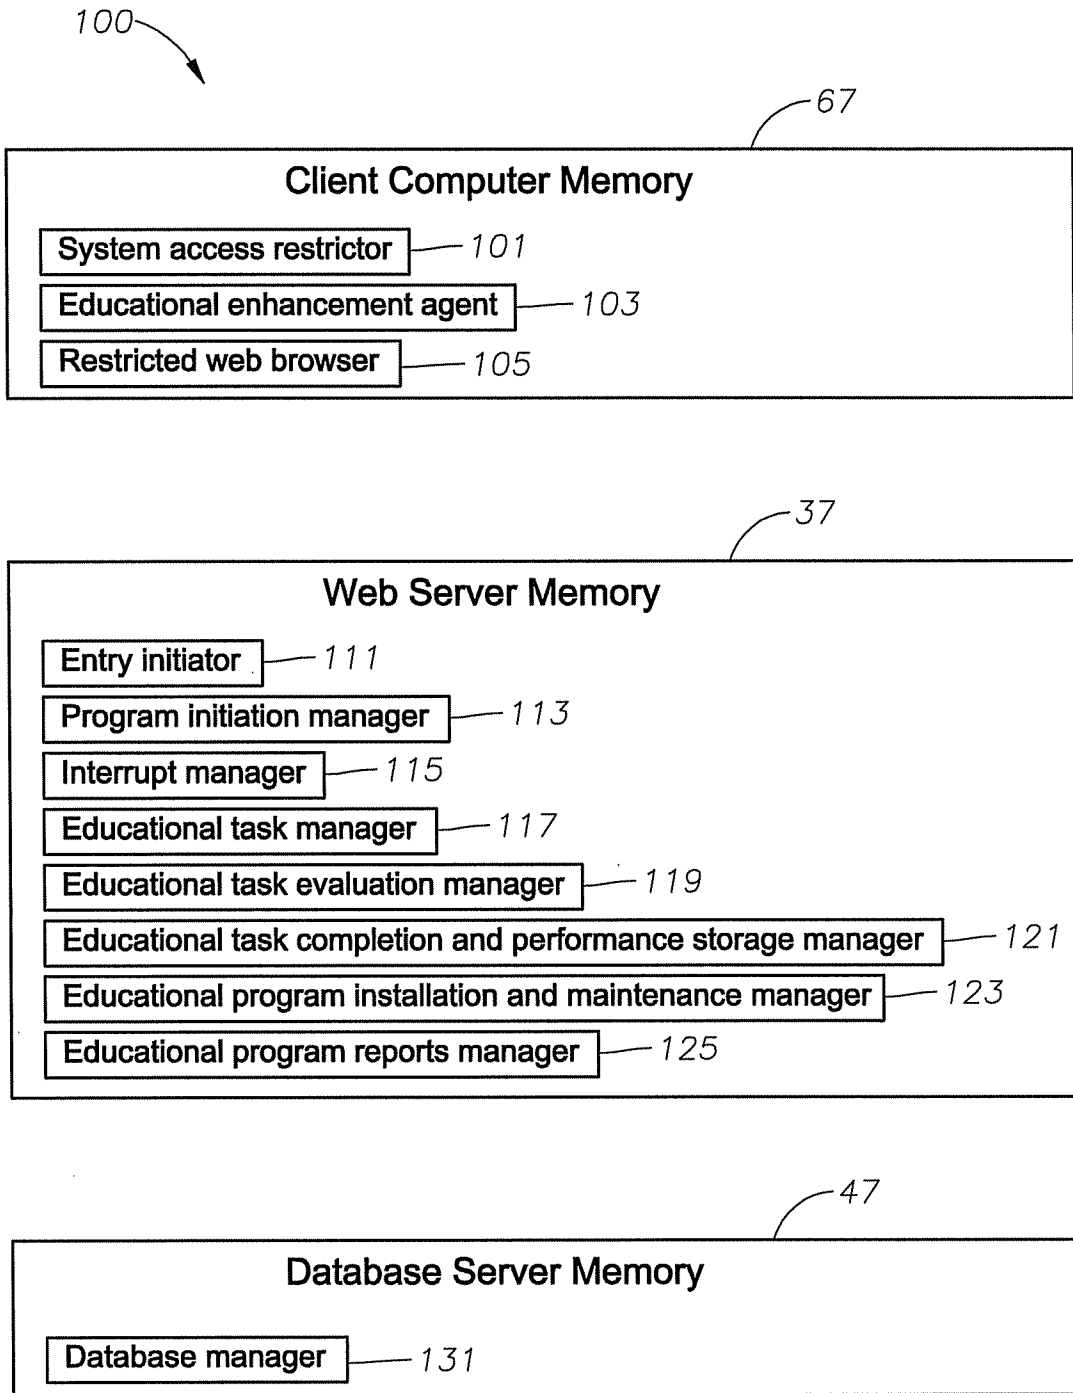 100
67
Client Computer Memory
System access restrictor 101
Educational enhancement agent 103
Restricted web browser 105
37
Web Server Memory
Entry initiator 111
Program initiation manager 113
Interrupt manager 115
Educational task manager 117
Educational task evaluation manager 119
Educational task completion and performance storage manager 121
Educational program installation and maintenance manager 123
Educational program reports manager 125
47
Database Server Memory
Database manager 131